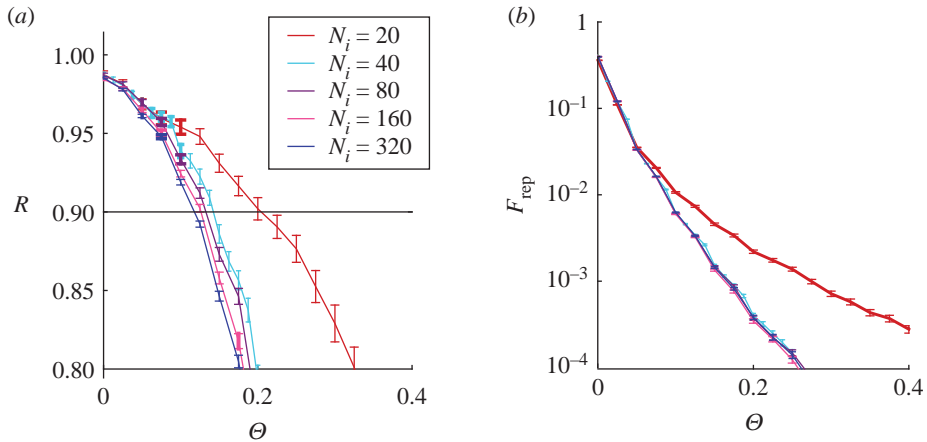 (a)
1.00
0.95
R
0.90
0.85
0.80
0
0.2
0.4
Θ
N_i = 20
N_i = 40
N_i = 80
N_i = 160
N_i = 320
(b)
1
10⁻¹
10⁻²
F_rep
10⁻³
10⁻⁴
0
0.2
0.4
Θ